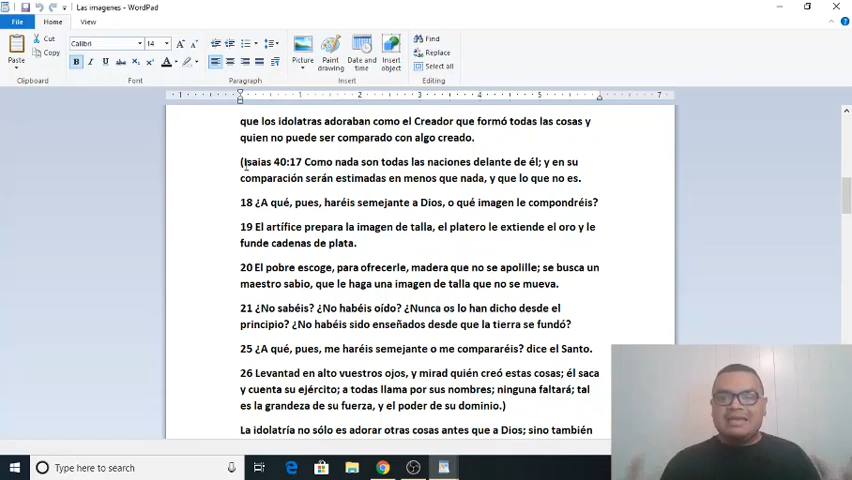 Las imagenes - WordPad
File
Home
View
Paste
Cut
Copy
Clipboard
Calibri
14
Font
Paragraph
Picture
Paint drawing
Date and time
Insert object
Insert
Find
Replace
Select all
Editing
1
1
2
3
4
5
7
que los idolatras adoraban como el Creador que formó todas las cosas y
quien no puede ser comparado con algo creado.
(Isaias 40:17 Como nada son todas las naciones delante de él; y en su
comparación serán estimadas en menos que nada, y que lo que no es.
18 ¿A qué, pues, haréis semejante a Dios, o qué imagen le compondréis?
19 El artífice prepara la imagen de talla, el platero le extiende el oro y le
funde cadenas de plata.
20 El pobre escoge, para ofrecerle, madera que no se apolille; se busca un
maestro sabio, que le haga una imagen de talla que no se mueva.
21 ¿No sabéis? ¿No habéis oído? ¿Nunca os lo han dicho desde el
principio? ¿No habéis sido enseñados desde que la tierra se fundó?
25 ¿A qué, pues, me haréis semejante o me compararéis? dice el Santo.
26 Levantad en alto vuestros ojos, y mirad quién creó estas cosas; él saca
y cuenta su ejército; a todas llama por sus nombres; ninguna faltará; tal
es la grandeza de su fuerza, y el poder de su dominio.)
La idolatría no sólo es adorar otras cosas antes que a Dios; sino también
Type here to search